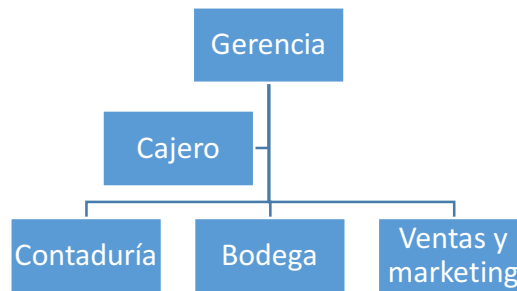 Gerencia
Cajero
Contaduría
Bodega
Ventas y
marketing